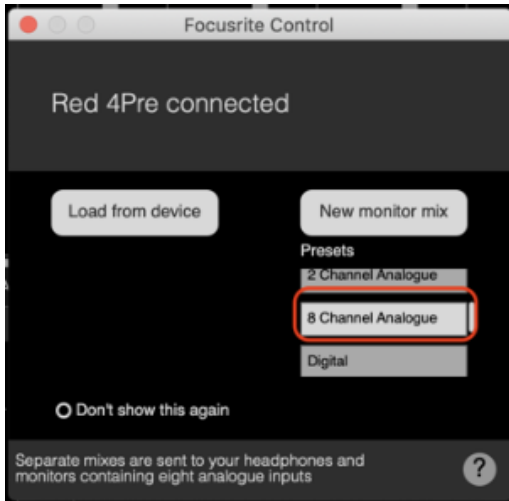 Focusrite Control
Red 4Pre connected
Load from device
New monitor mix
Presets
2 Channel Analogue
8 Channel Analogue
Digital
Don't show this again
Separate mixes are sent to your headphones and
monitors containing eight analogue inputs
?